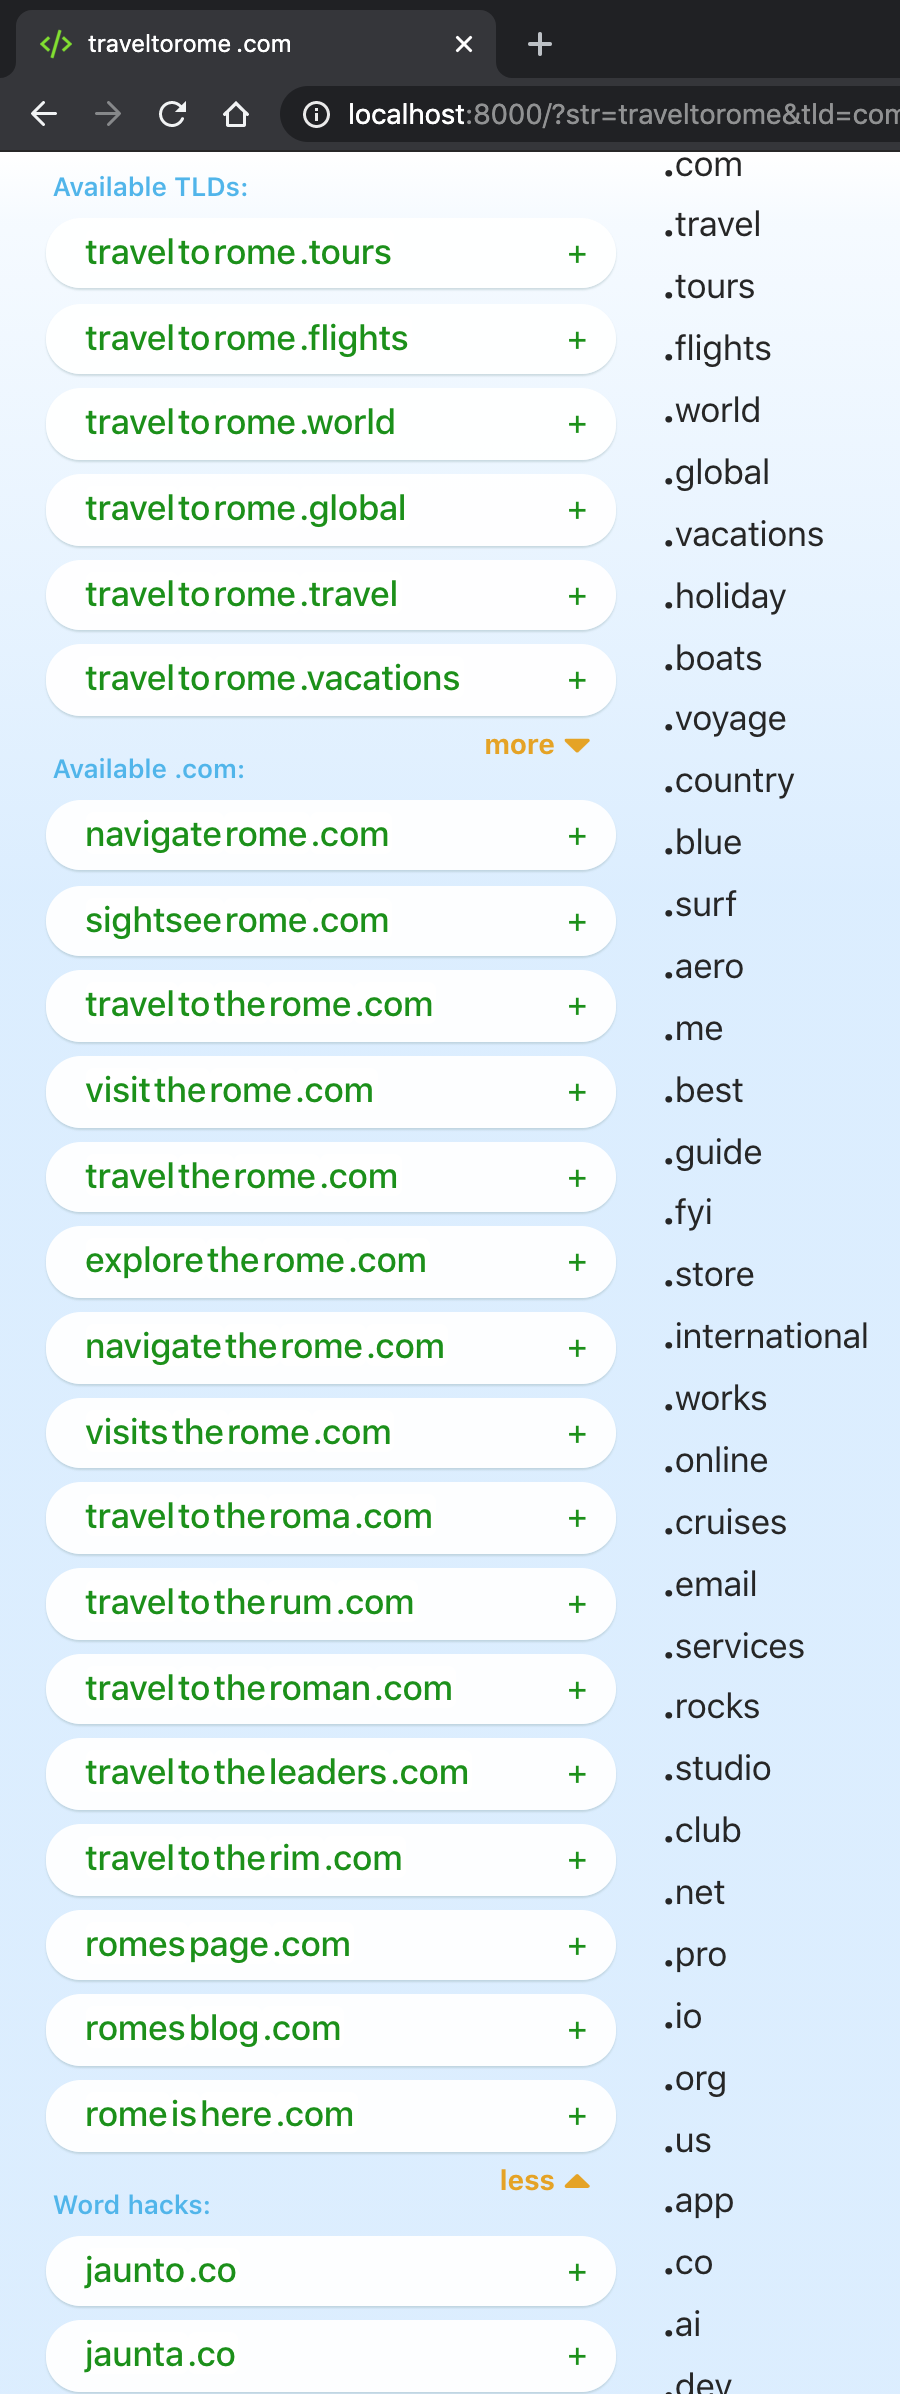 traveltorome .com
localhost:8000/?str=traveltorome&tld=com
Available TLDs:
traveltorome.tours +
traveltorome.flights +
traveltorome.world +
traveltorome.global +
traveltorome.travel +
traveltorome.vacations +
more
Available .com:
navigaterome.com +
sightseerome.com +
traveltotherome.com +
visittherome.com +
traveltherome.com +
exploretherome.com +
navigatetherome.com +
visitstherome.com +
traveltotheroma.com +
traveltotherum.com +
traveltotheroman.com +
traveltotheleaders.com +
traveltotherim.com +
romespage.com +
romesblog.com +
romeishere.com +
less
Word hacks:
jaunto.co +
jaunta.co +
.com
.travel
.tours
.flights
.world
.global
.vacations
.holiday
.boats
.voyage
.country
.blue
.surf
.aero
.me
.best
.guide
.fyi
.store
.international
.works
.online
.cruises
.email
.services
.rocks
.studio
.club
.net
.pro
.io
.org
.us
.app
.co
.ai
.dev